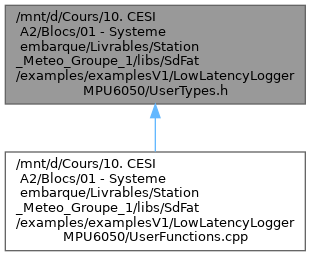 /mnt/d/Cours/10. CESI
A2/Blocs/01 - Systeme
embarque/Livrables/Station
_Meteo_Groupe_1/libs/SdFat
/examples/examplesV1/LowLatencyLogger
MPU6050/UserTypes.h
/mnt/d/Cours/10. CESI
A2/Blocs/01 - Systeme
embarque/Livrables/Station
_Meteo_Groupe_1/libs/SdFat
/examples/examplesV1/LowLatencyLogger
MPU6050/UserFunctions.cpp